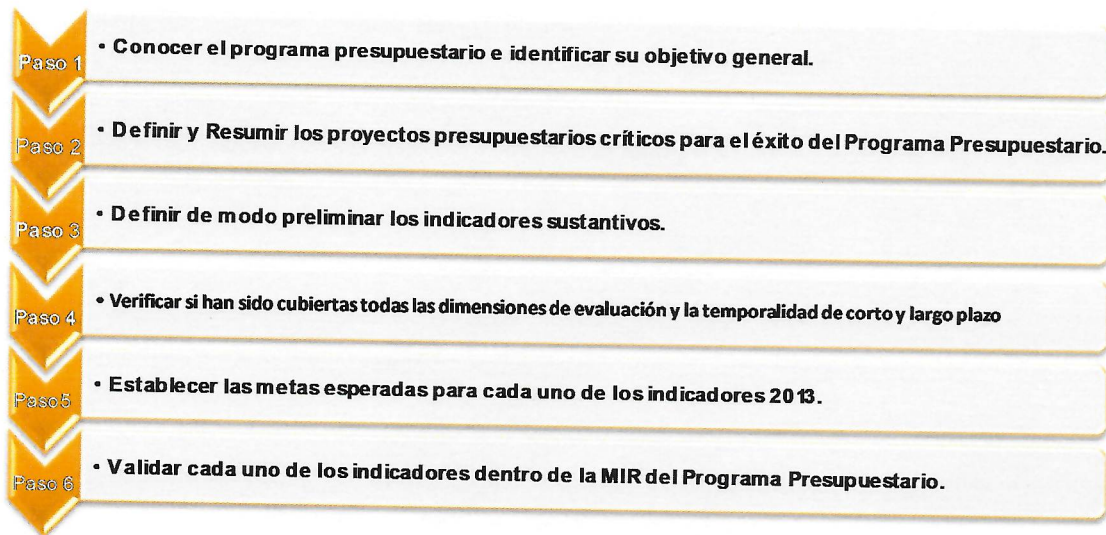 Paso 1
• Conocer el programa presupuestario e identificar su objetivo general.
Paso 2
• Definir y Resumir los proyectos presupuestarios críticos para el éxito del Programa Presupuestario.
Paso 3
• Definir de modo preliminar los indicadores sustantivos.
Paso 4
• Verificar si han sido cubiertas todas las dimensiones de evaluación y la temporalidad de corto y largo plazo
Paso5
• Establecer las metas esperadas para cada uno de los indicadores 2013.
Paso 6
• Validar cada uno de los indicadores dentro de la MIR del Programa Presupuestario.